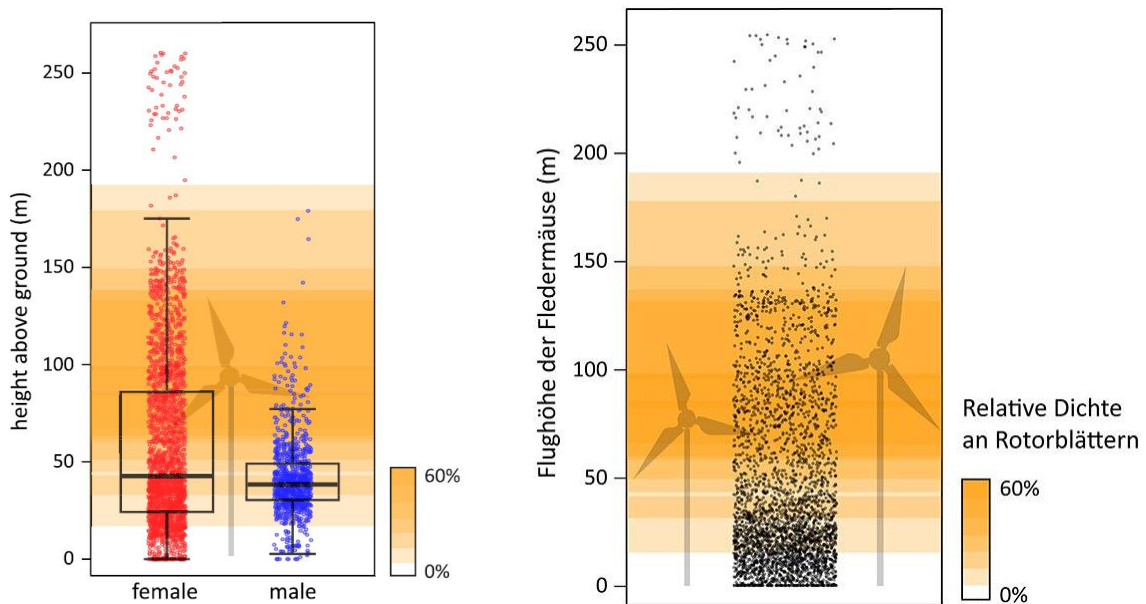 height above ground (m)
250
200
150
100
50
0
female
male
60%
0%
Flughöhe der Fledermäuse (m)
250
200
150
100
50
0
Relative Dichte
an Rotorblättern
60%
0%